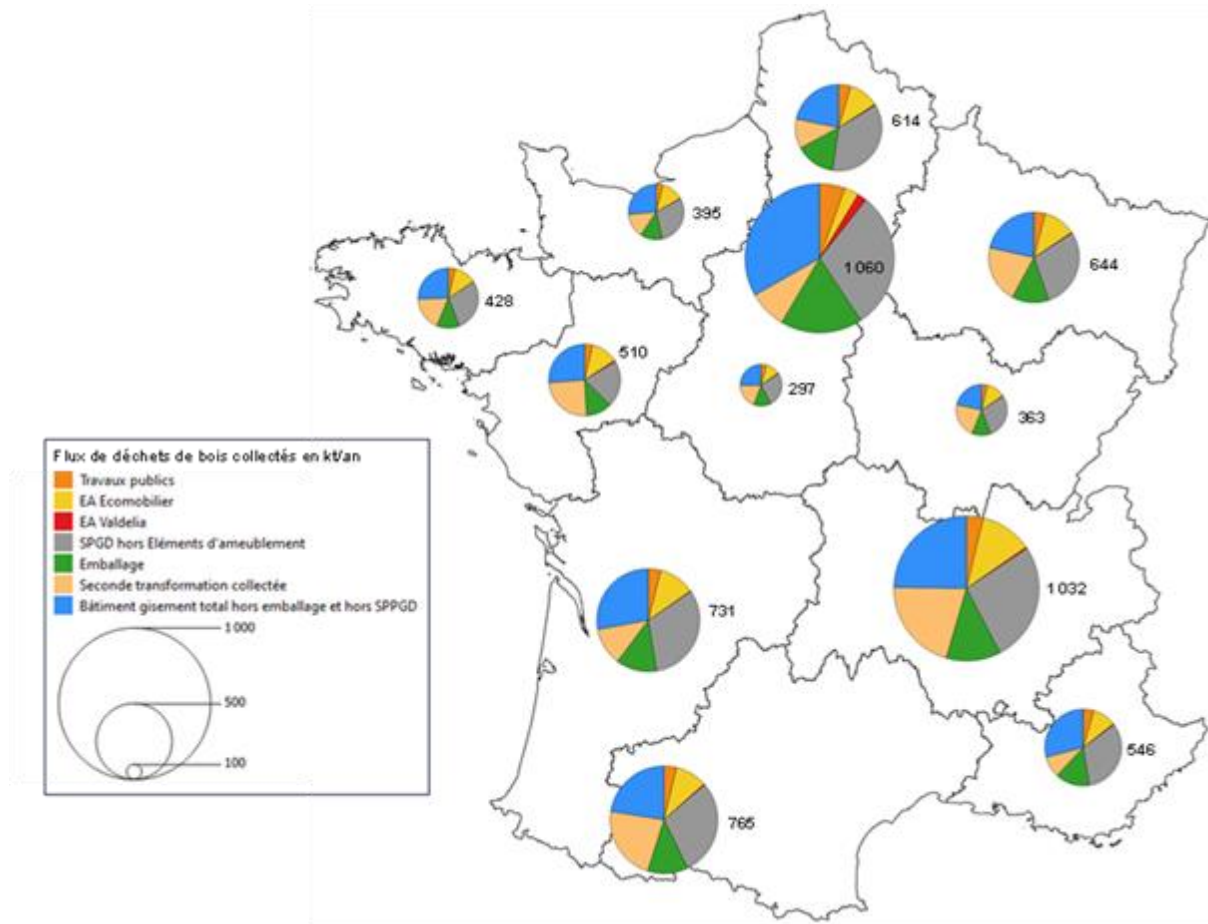 614
395
1 060
644
428
510
297
363
Flux de déchets de bois collectés en kt/an
Travaux publics
EA Ecomobilier
EA Valdelia
SPGD hors Eléments d'ameublement
Emballage
Seconde transformation collectée
Bâtiment gisement total hors emballage et hors SPPGD
1 000
500
100
1 032
731
546
765